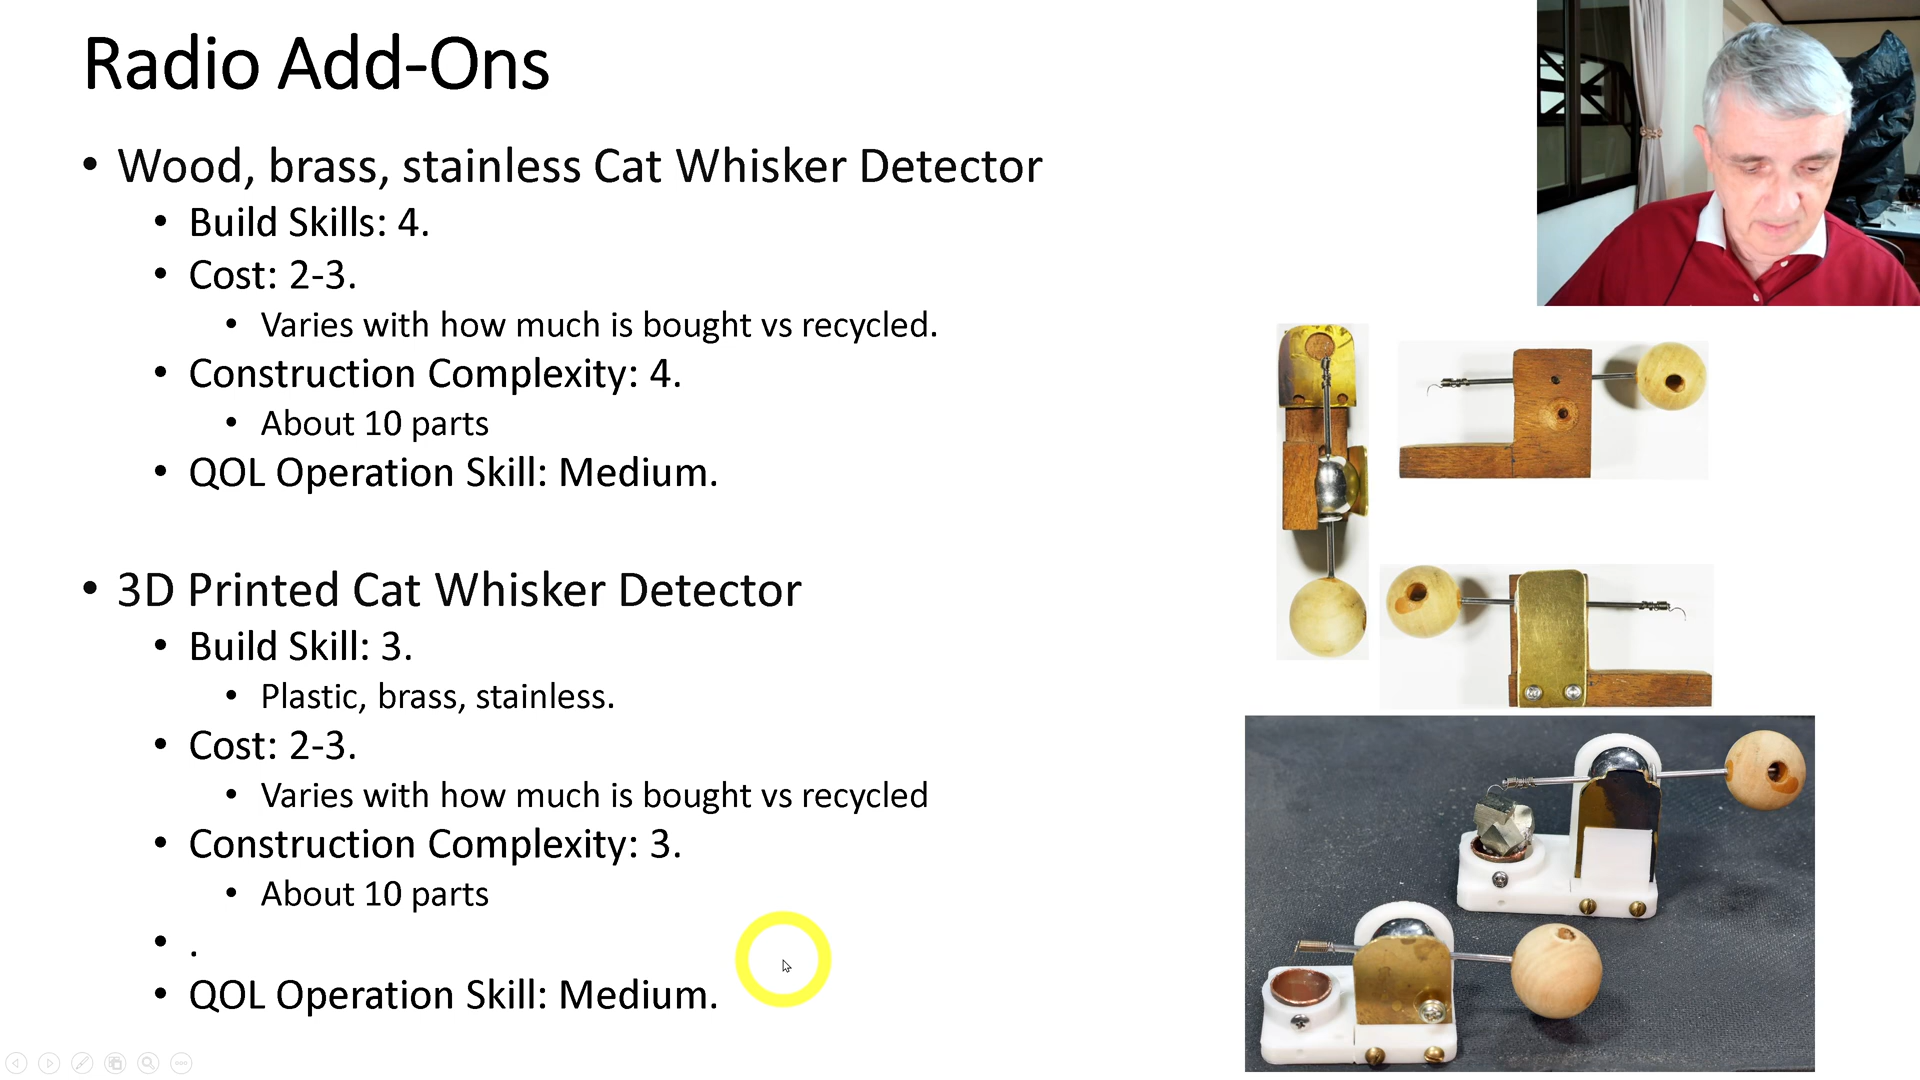 Radio Add-Ons
• Wood, brass, stainless Cat Whisker Detector
• Build Skills: 4.
• Cost: 2-3.
• Varies with how much is bought vs recycled.
• Construction Complexity: 4.
• About 10 parts
• QOL Operation Skill: Medium.
• 3D Printed Cat Whisker Detector
• Build Skill: 3.
• Plastic, brass, stainless.
• Cost: 2-3.
• Varies with how much is bought vs recycled
• Construction Complexity: 3.
• About 10 parts
• .
• QOL Operation Skill: Medium.